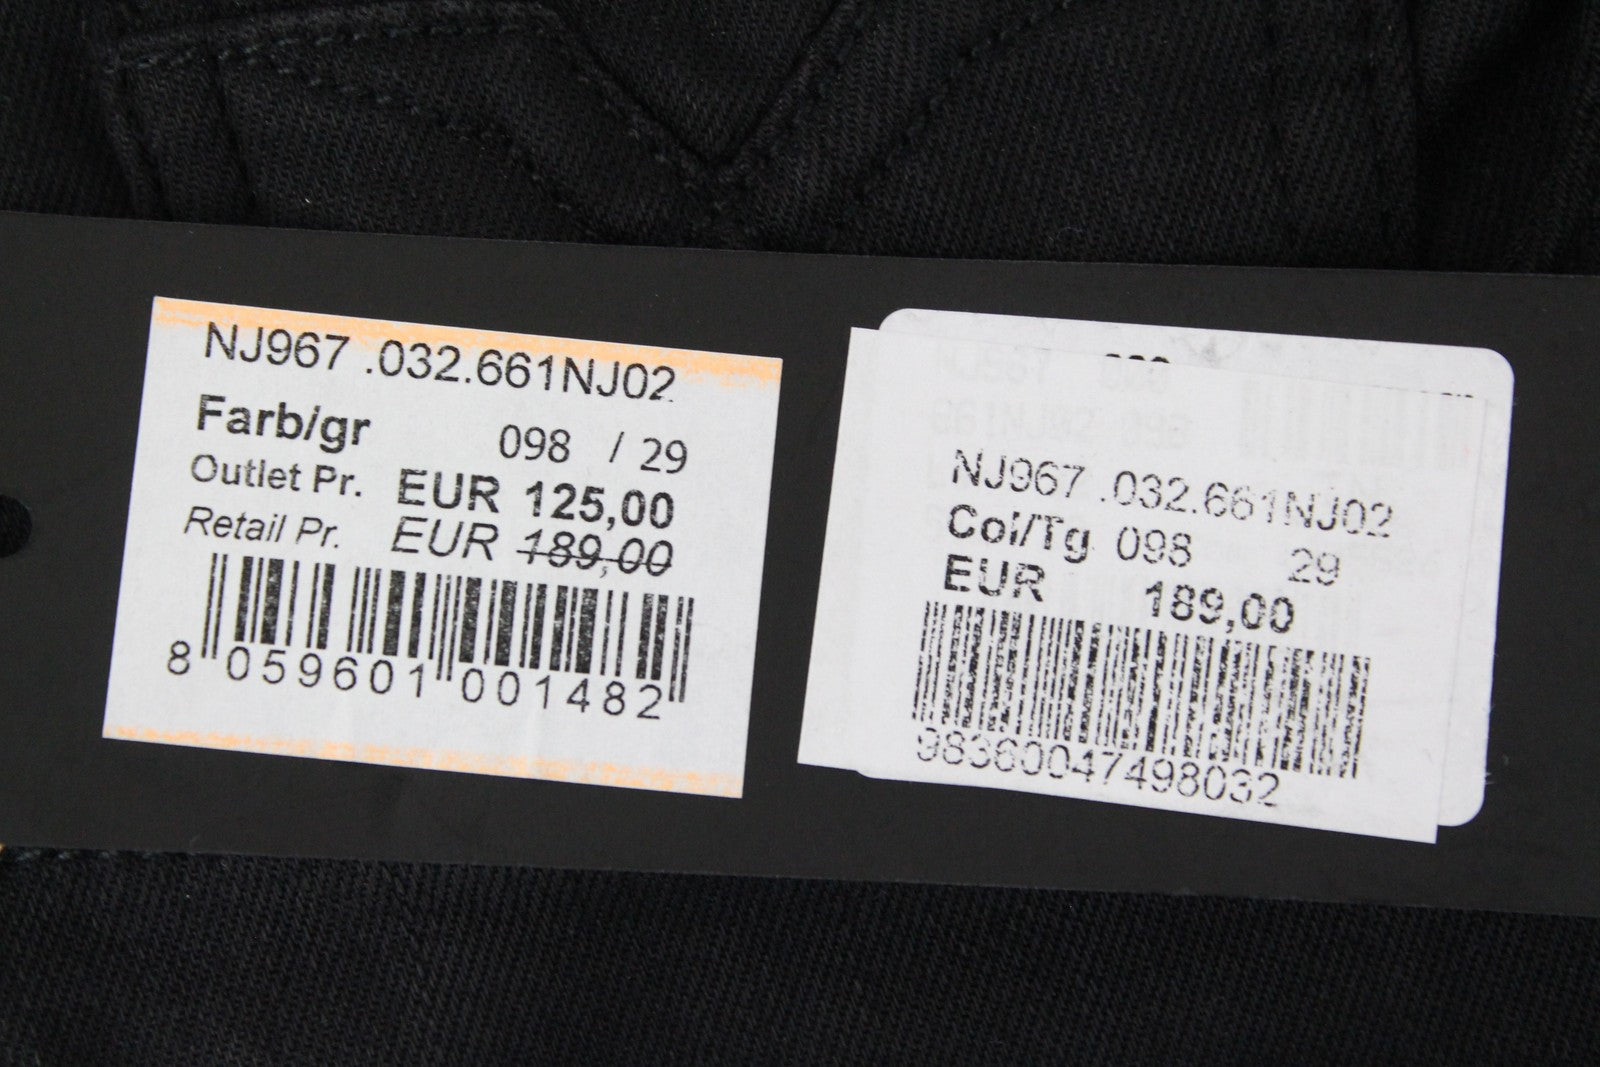 NJ967 .032.661NJ02
Farb/gr 098 / 29
Outlet Pr. EUR 125,00
Retail Pr. EUR 189,00
8 059601 001482
NJ967 .032.661NJ02
Col/Tg 098 29
EUR 189,00
98360047498032